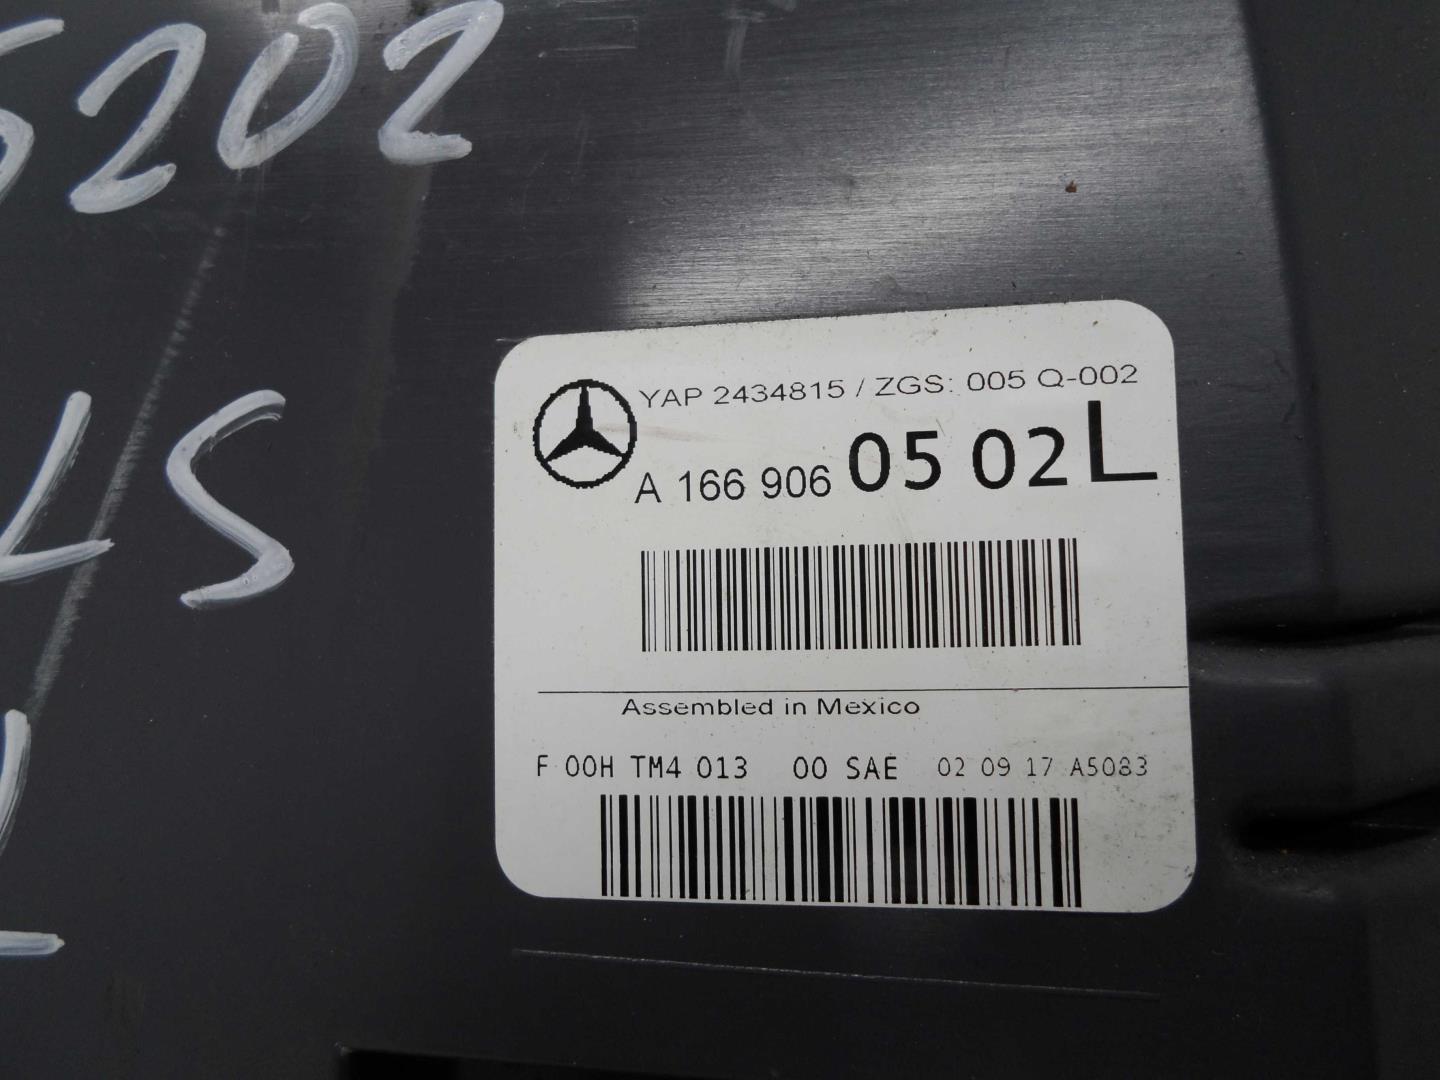 5202
YAP 2434815 / ZGS: 005 Q-002
A 166 906 05 02 L
LS
Assembled in Mexico
F 00H TM4 013 00 SAE 02 09 17 A5083